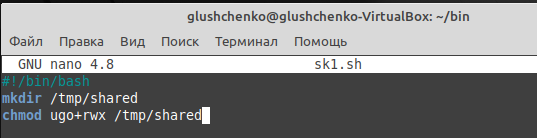 glushchenko@glushchenko-VirtualBox: ~/bin
Файл Правка Вид Поиск Терминал Помощь
GNU nano 4.8 sk1.sh
#!/bin/bash
mkdir /tmp/shared
chmod ugo+rwx /tmp/shared